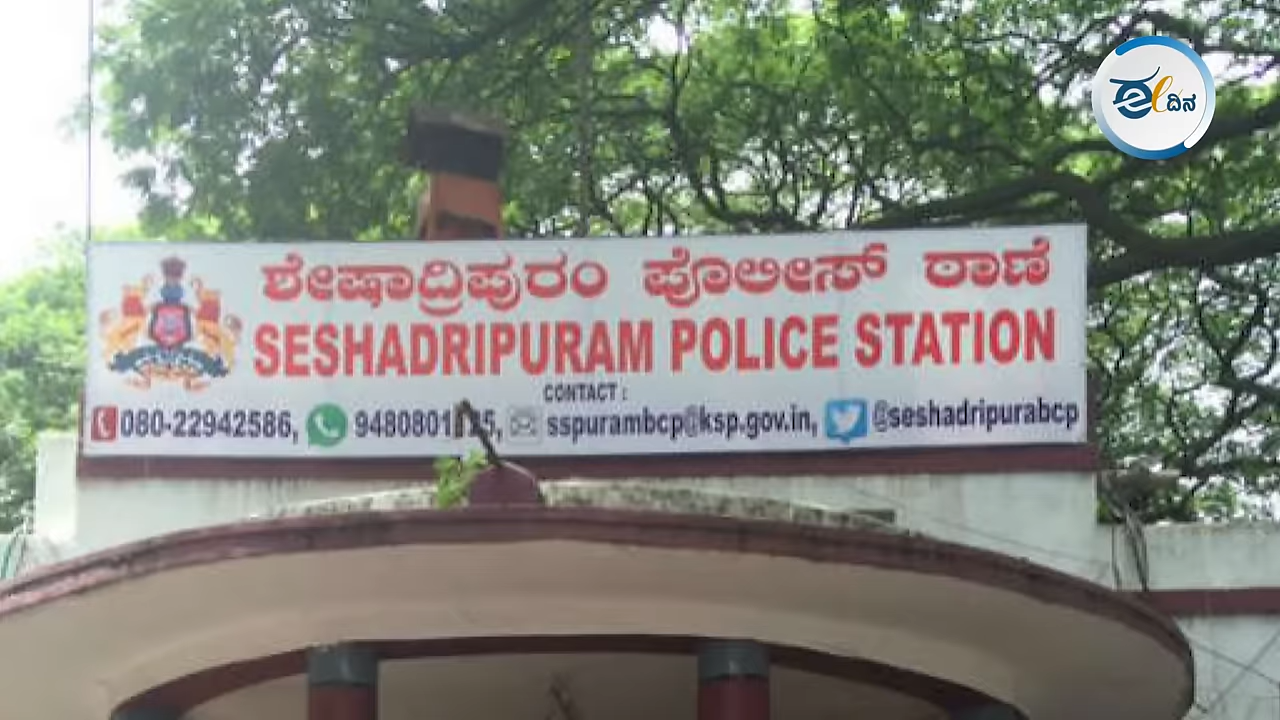 ಈ ದಿನ
ಶೇಷಾದ್ರಿಪುರಂ ಪೊಲೀಸ್ ಠಾಣೆ
SESHADRIPURAM POLICE STATION
CONTACT :
080-22942586, sspurambcp@ksp.gov.in, @seshadripurabcp